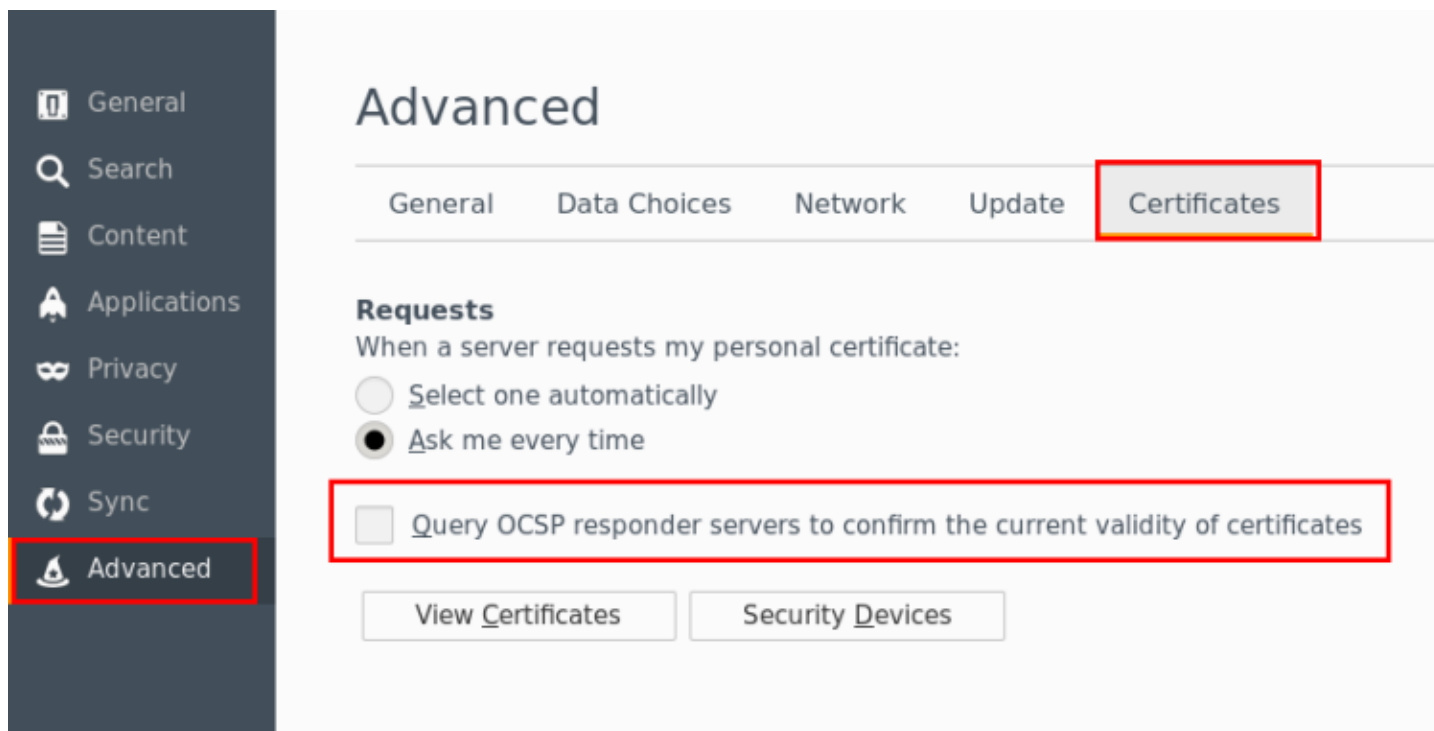 General
Search
Content
Applications
Privacy
Security
Sync
Advanced
Advanced
General Data Choices Network Update Certificates
Requests
When a server requests my personal certificate:
Select one automatically
Ask me every time
Query OCSP responder servers to confirm the current validity of certificates
View Certificates Security Devices